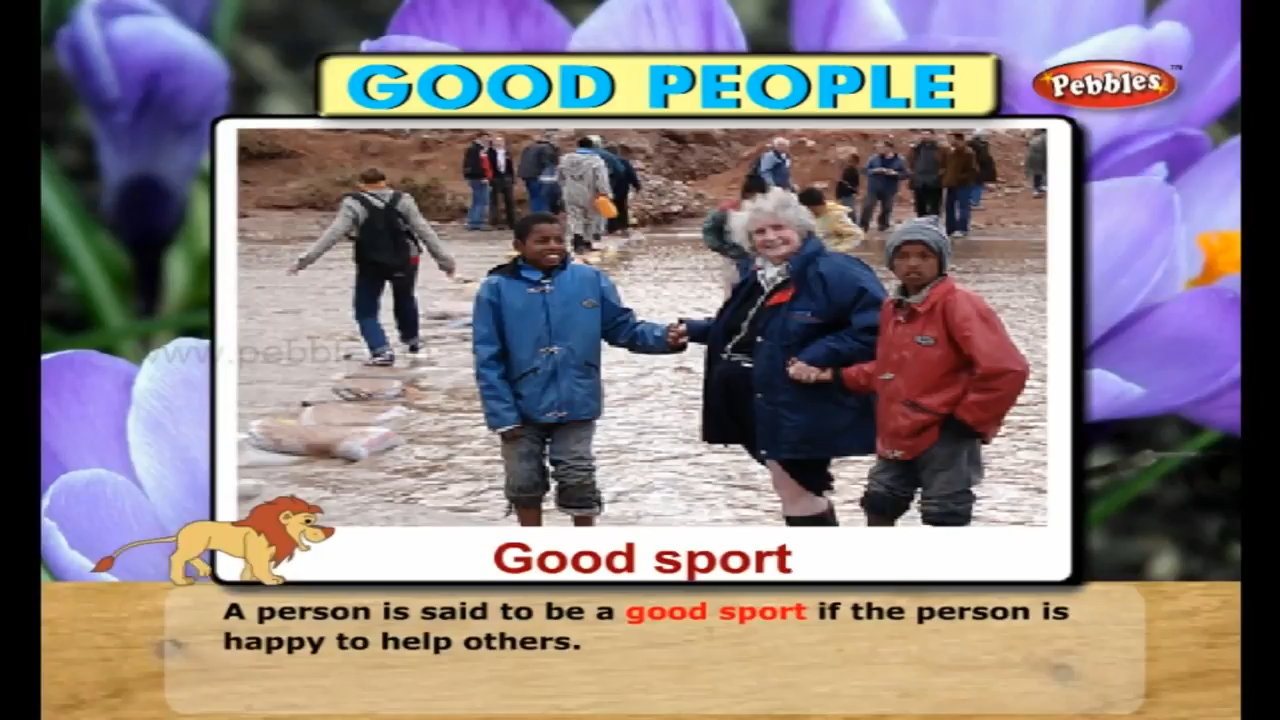 GOOD PEOPLE
Pebbles™
Good sport
A person is said to be a good sport if the person is
happy to help others.